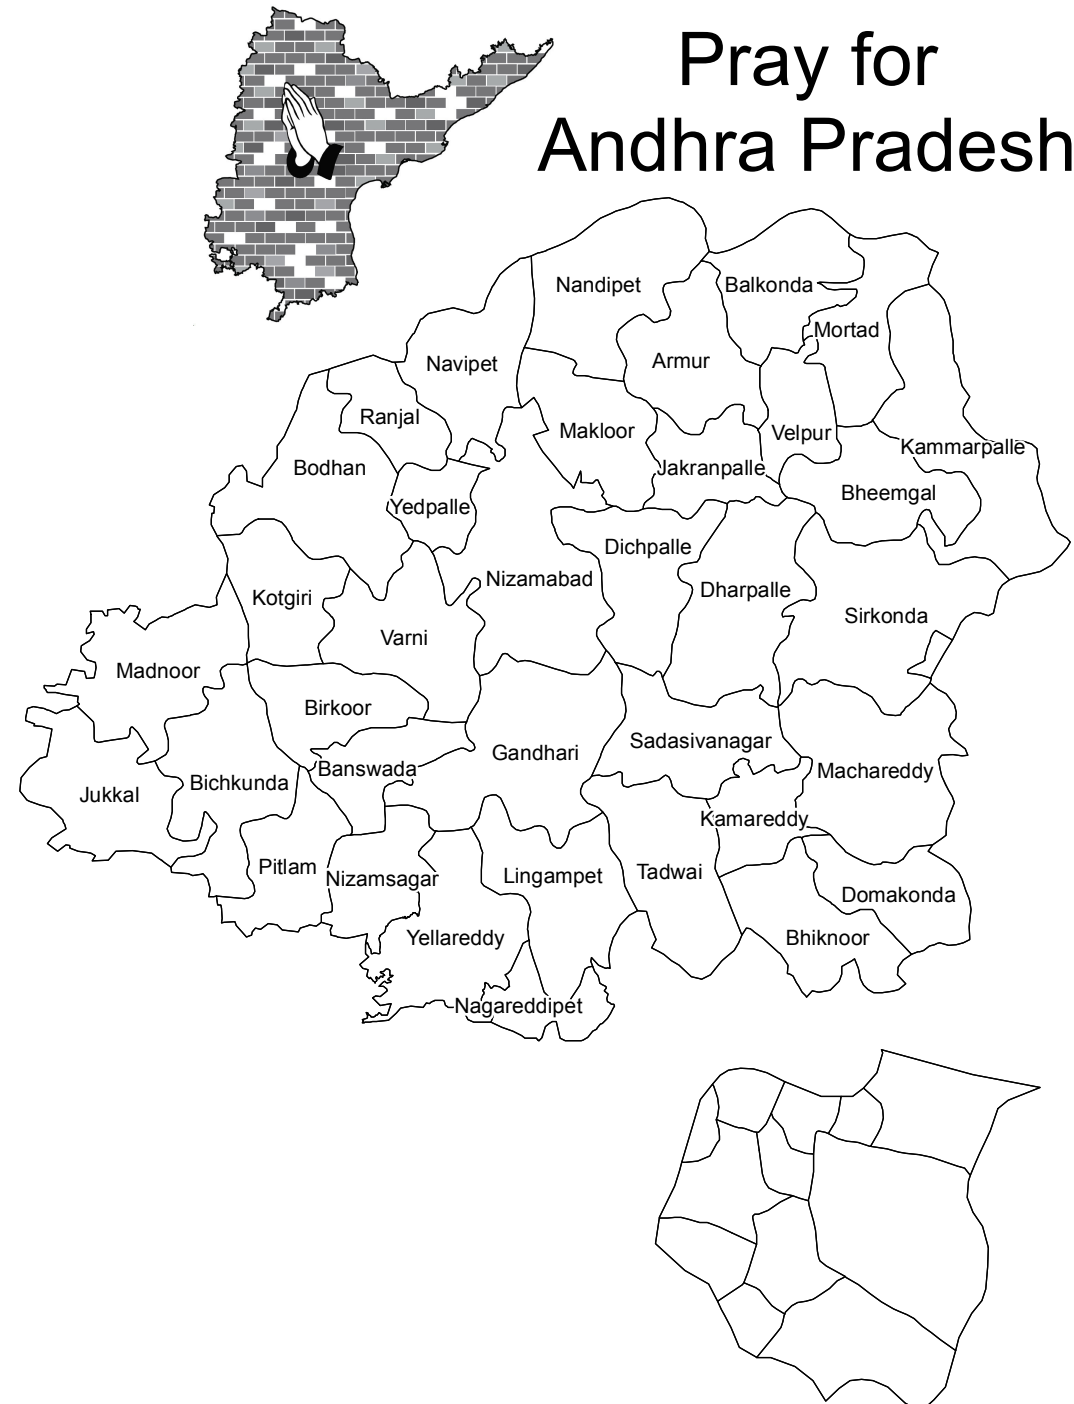 Pray for
Andhra Pradesh
Nandipet
Balkonda
Mortad
Armur
Navipet
Ranjal
Makloor
Velpur
Kammarpalle
Bodhan
Jakranpalle
Yedpalle
Bheemgal
Dichpalle
Nizamabad
Dharpalle
Kotgiri
Sirkonda
Varni
Madnoor
Birkoor
Sadasivanagar
Gandhari
Banswada
Machareddy
Bichkunda
Jukkal
Kamareddy
Pitlam
Nizamsagar
Lingampet
Tadwai
Domakonda
Yellareddy
Bhiknoor
Nagareddipet